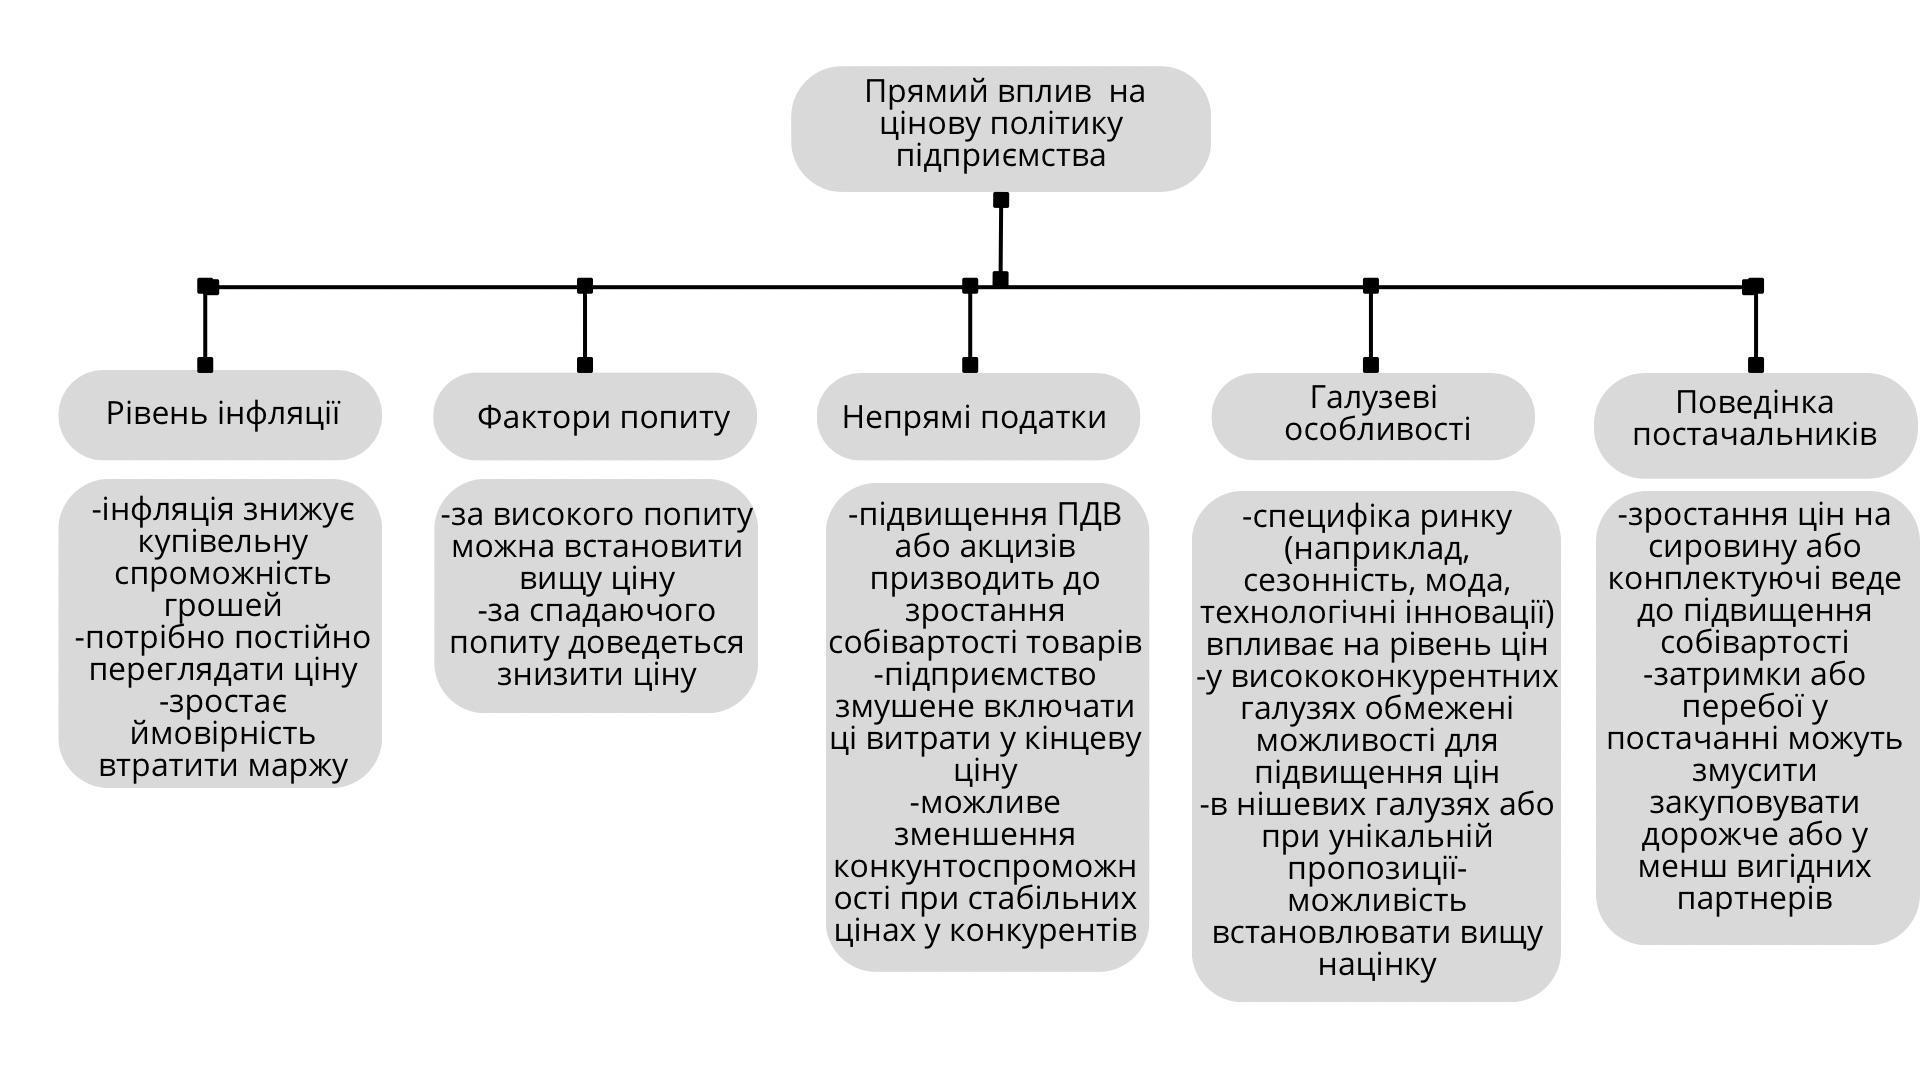 Прямий вплив  на
цінову політику
підприємства
Рівень інфляції
Фактори попиту
Непрямі податки
Галузеві
особливості
Поведінка
постачальників
-інфляція знижує
купівельну
спроможність
грошей
-потрібно постійно
переглядати ціну
-зростає
ймовірність
втратити маржу
-за високого попиту
можна встановити
вищу ціну
-за спадаючого
попиту доведеться
знизити ціну
-підвищення ПДВ
або акцизів
призводить до
зростання
собівартості товарів
-підприємство
змушене включати
ці витрати у кінцеву
ціну
-можливе
зменшення
конкунтоспроможн
ості при стабільних
цінах у конкурентів
-специфіка ринку
(наприклад,
сезонність, мода,
технологічні інновації)
впливає на рівень цін
-у висококонкурентних
галузях обмежені
можливості для
підвищення цін
-в нішевих галузях або
при унікальній
пропозиції-
можливість
встановлювати вищу
націнку
-зростання цін на
сировину або
конплектуючі веде
до підвищення
собівартості
-затримки або
перебої у
постачанні можуть
змусити
закуповувати
дорожче або у
менш вигідних
партнерів